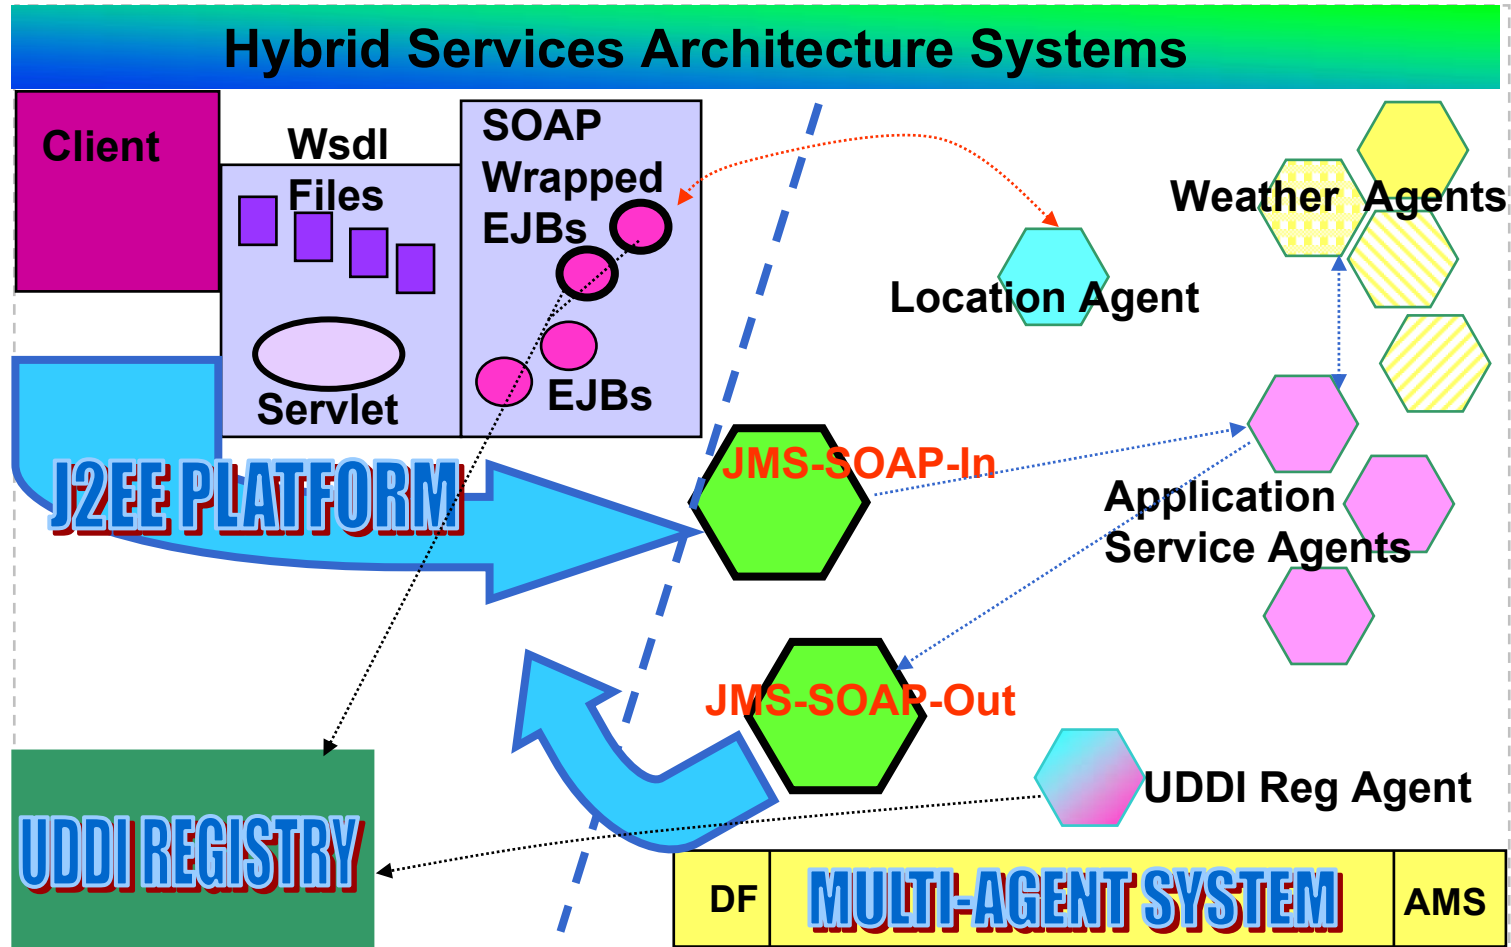 Hybrid Services Architecture Systems
Client
Wsdl
Files
Servlet
SOAP
Wrapped
EJBs
EJBs
Weather Agents
Location Agent
J2EE PLATFORM
JMS-SOAP-In
Application
Service Agents
JMS-SOAP-Out
UDDI Reg Agent
UDDI REGISTRY
DF
MULTI-AGENT SYSTEM
AMS